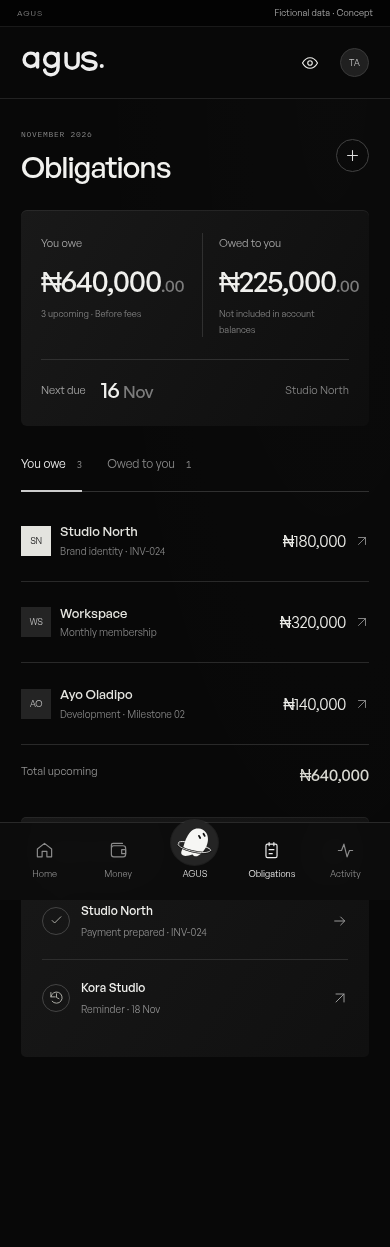 AGUS
Fictional data · Concept
agus.
TA
NOVEMBER 2026
Obligations
You owe
Owed to you
₦640,000.00
₦225,000.00
3 upcoming · Before fees
Not included in account
balances
Next due
16 Nov
Studio North
You owe 3
Owed to you 1
SN
Studio North
Brand identity · INV-024
₦180,000
WS
Workspace
Monthly membership
₦320,000
AO
Ayo Oladipo
Development · Milestone 02
₦140,000
Total upcoming
₦640,000
Home
Money
AGUS
Obligations
Activity
Studio North
Payment prepared · INV-024
Kora Studio
Reminder · 18 Nov